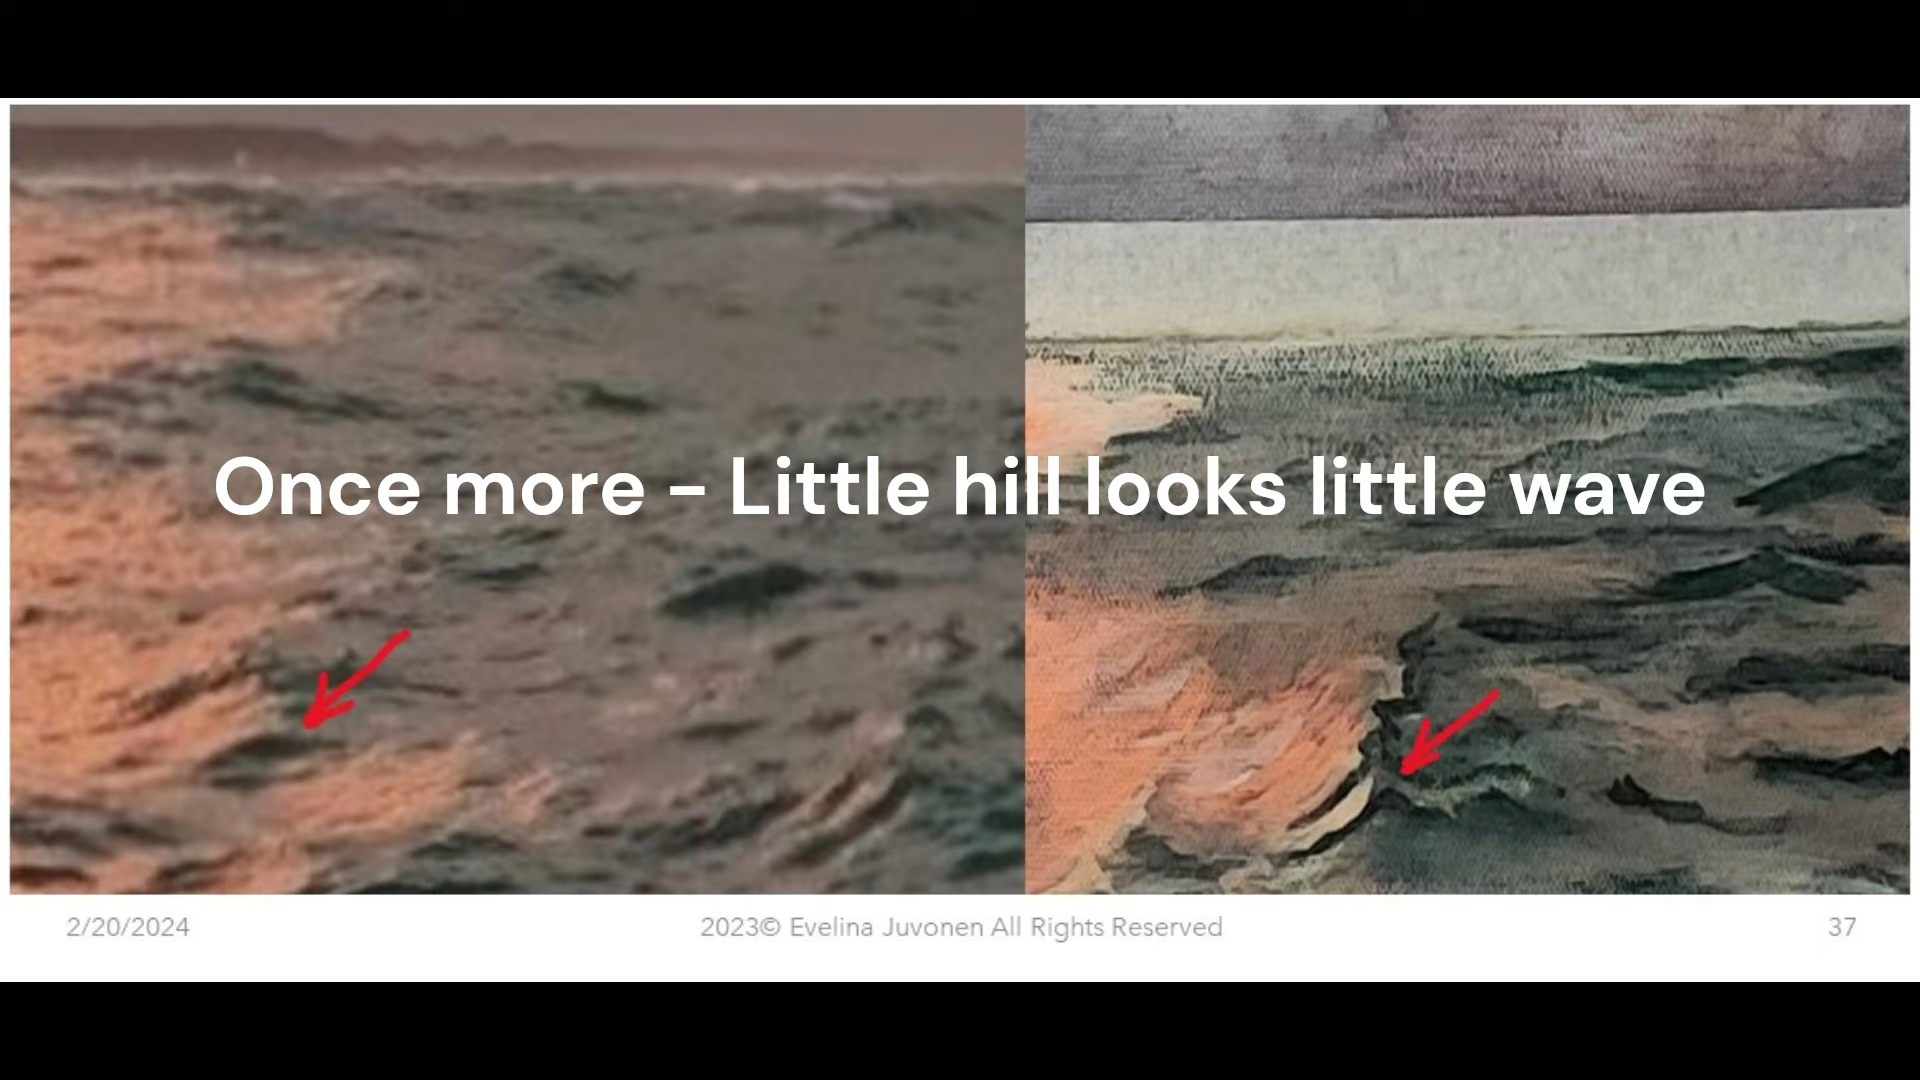 Once more – Little hill looks little wave
2/20/2024
2023© Evelina Juvonen All Rights Reserved
37